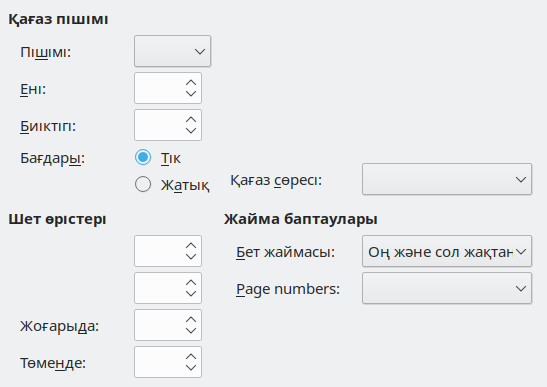 Қағаз пішімі
Пішімі:
Ені:
Биіктігі:
Бағдары:
Тік
Жатық
Қағаз сөресі:
Шет өрістері
Жайма баптаулары
Бет жаймасы:
Оң және сол жақтан
Page numbers:
Жоғарыда:
Төменде: